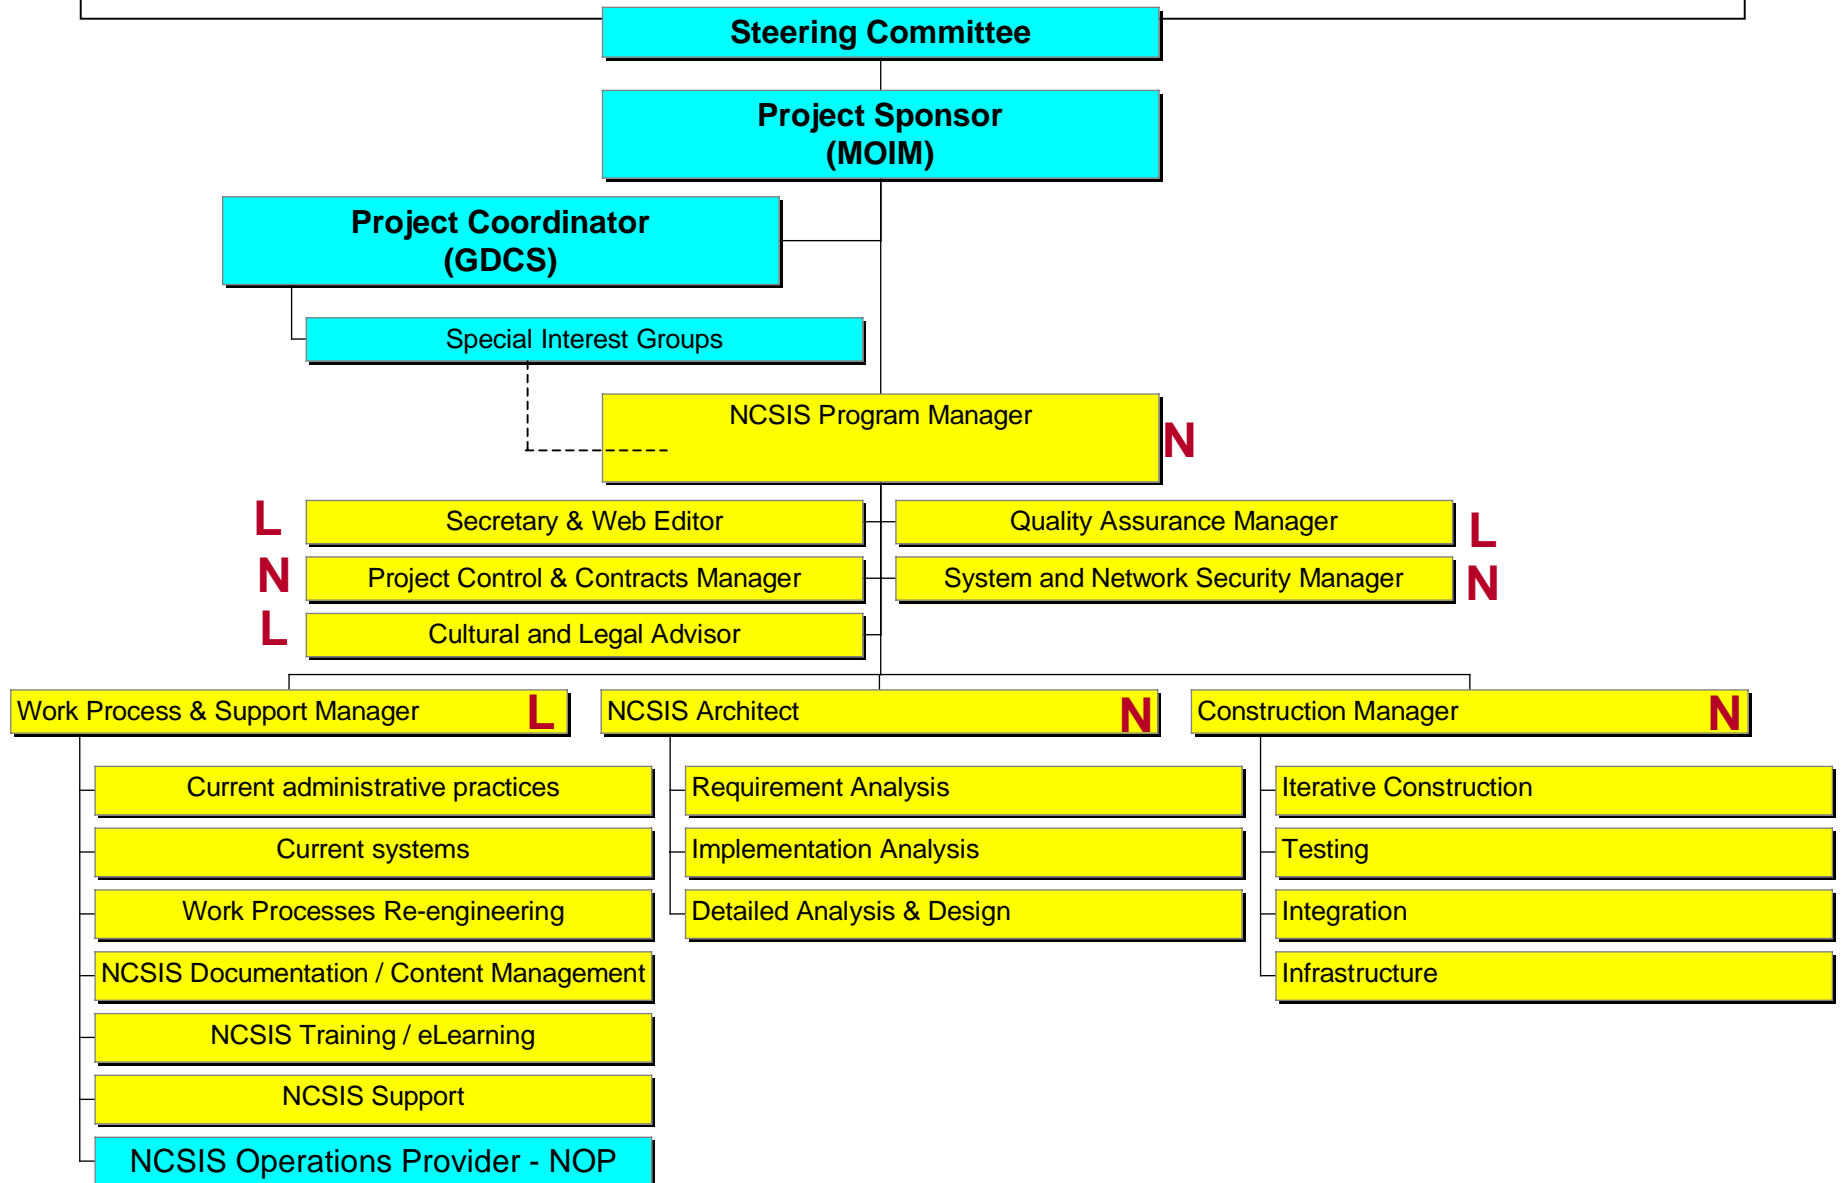 Steering Committee
Project Sponsor
(MOIM)
Project Coordinator
(GDCS)
Special Interest Groups
NCSIS Program Manager
N
L
Secretary & Web Editor
Quality Assurance Manager
L
N
Project Control & Contracts Manager
System and Network Security Manager
N
L
Cultural and Legal Advisor
Work Process & Support Manager
L
NCSIS Architect
N
Construction Manager
N
Current administrative practices
Requirement Analysis
Iterative Construction
Current systems
Implementation Analysis
Testing
Work Processes Re-engineering
Detailed Analysis & Design
Integration
NCSIS Documentation / Content Management
Infrastructure
NCSIS Training / eLearning
NCSIS Support
NCSIS Operations Provider - NOP